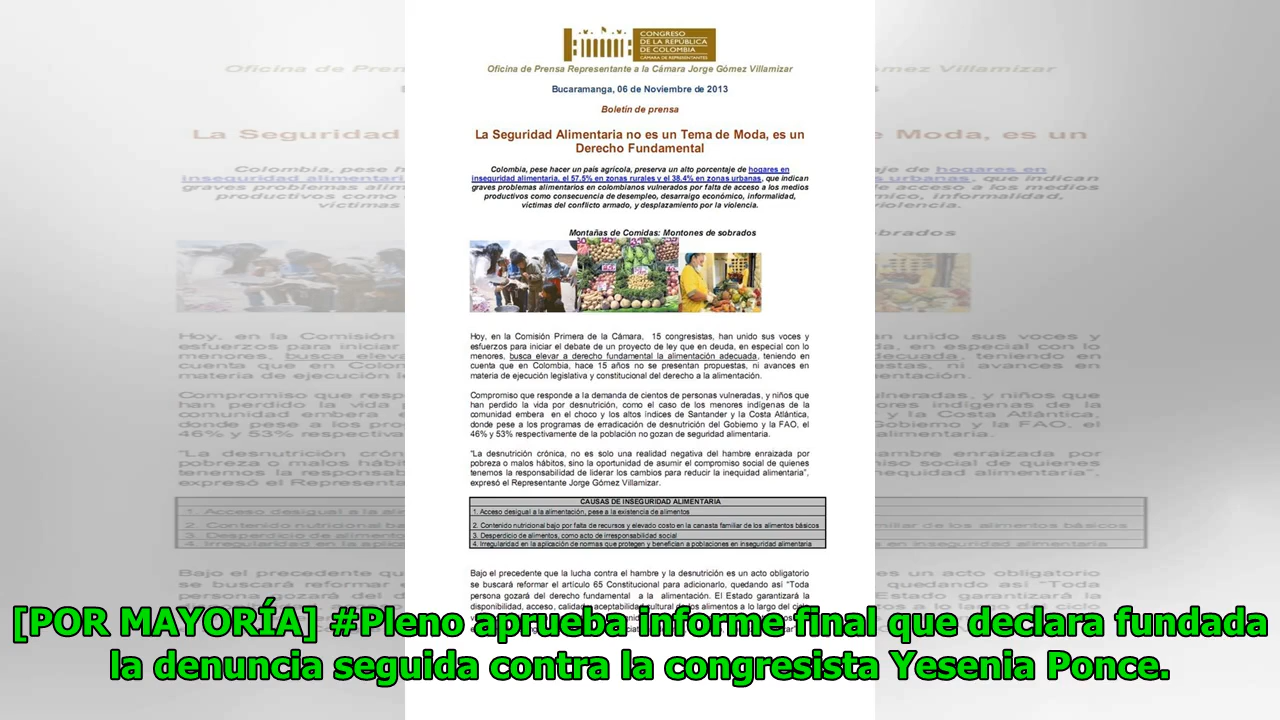 CONGRESO
DE LA REPÚBLICA
DE COLOMBIA
CÁMARA DE REPRESENTANTES
Oficina de Prensa Representante a la Cámara Jorge Gómez Villamizar
Bucaramanga, 06 de Noviembre de 2013
Boletín de prensa
La Seguridad Alimentaria no es un Tema de Moda, es un
Derecho Fundamental
Colombia, pese hacer un país agrícola, preserva un alto porcentaje de hogares en
inseguridad alimentaria, el 57.5% en zonas rurales y el 38.4% en zonas urbanas, que indican
graves problemas alimentarios en colombianos vulnerados por falta de acceso a los medios
productivos como consecuencia de desempleo, desarraigo económico, informalidad,
víctimas del conflicto armado, y desplazamiento por la violencia.
Montañas de Comidas: Montones de sobrados
Hoy, en la Comisión Primera de la Cámara, 15 congresistas, han unido sus voces y
esfuerzos para iniciar el debate de un proyecto de ley que en deuda, en especial con lo
menores, busca elevar a derecho fundamental la alimentación adecuada, teniendo en
cuenta que en Colombia, hace 15 años no se presentan propuestas, ni avances en
materia de ejecución legislativa y constitucional del derecho a la alimentación.
Compromiso que responde a la demanda de cientos de personas vulneradas, y niños que
han perdido la vida por desnutrición, como el caso de los menores indígenas de la
comunidad embera en el choco y los altos índices de Santander y la Costa Atlántica,
donde pese a los programas de erradicación de desnutrición del Gobierno y la FAO, el
46% y 53% respectivamente de la población no gozan de seguridad alimentaria.
"La desnutrición crónica, no es solo una realidad negativa del hambre enraizada por
pobreza o malos hábitos, sino la oportunidad de asumir el compromiso social de quienes
tenemos la responsabilidad de liderar los cambios para reducir la inequidad alimentaria",
expresó el Representante Jorge Gómez Villamizar.
CAUSAS DE INSEGURIDAD ALIMENTARIA
1. Acceso desigual a la alimentación, pese a la existencia de alimentos
2. Contenido nutricional bajo por falta de recursos y elevado costo en la canasta familiar de los alimentos básicos
3. Desperdicio de alimentos, como acto de irresponsabilidad social
4. Irregularidad en la aplicación de normas que protegen y benefician a poblaciones en inseguridad alimentaria
Bajo el precedente que la lucha contra el hambre y la desnutrición es un acto obligatorio
se buscará reformar el artículo 65 Constitucional para adicionarlo, quedando así "Toda
persona gozará del derecho fundamental a la alimentación. El Estado garantizará la
disponibilidad, acceso, calidad, aceptabilidad cultural de los alimentos a lo largo del ciclo
[POR MAYORÍA] #Pleno aprueba informe final que declara fundada
la denuncia seguida contra la congresista Yesenia Ponce.